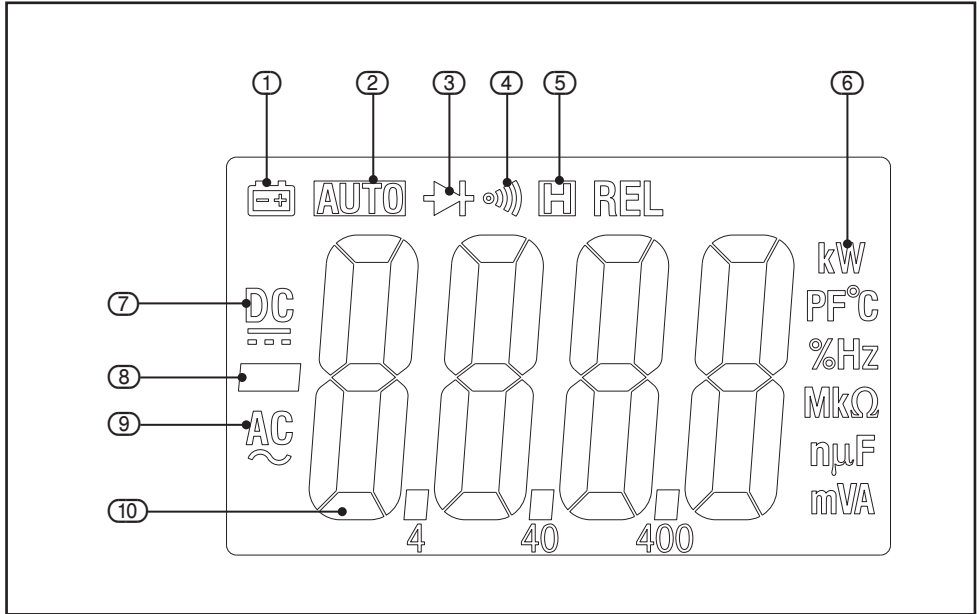 1 2 3 4 5 6
AUTO H REL
kW
7 DC PF°C
%Hz
8
MkΩ
9 AC
nμF
mVA
10
4 40 400